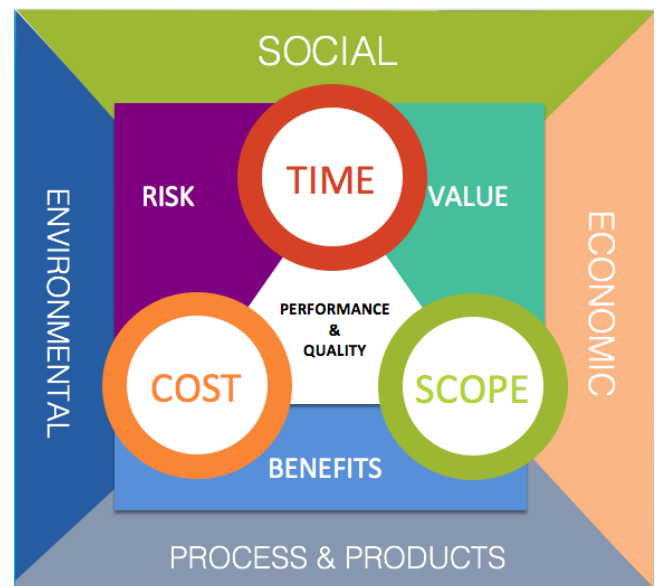 SOCIAL
TIME
RISK
VALUE
ENVIRONMENTAL
ECONOMIC
PERFORMANCE
&
QUALITY
COST
SCOPE
BENEFITS
PROCESS & PRODUCTS